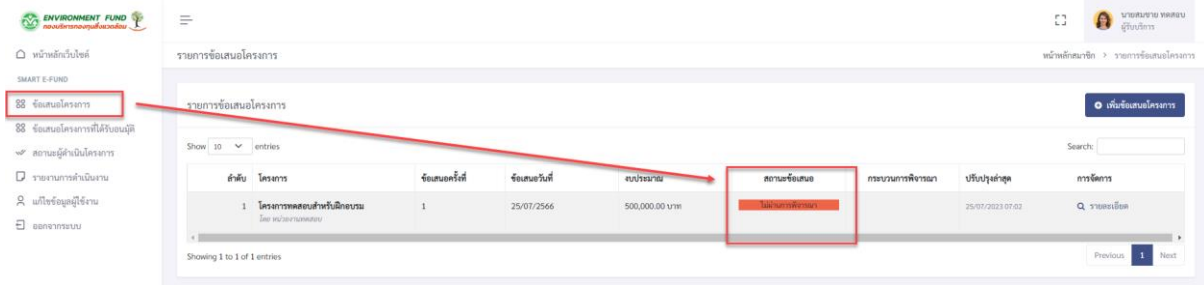 ENVIRONMENT FUND
กองบริหารกองทุนสิ่งแวดล้อม
นายสมชาย ทดสอบ
ผู้รับบริการ
หน้าหลักเว็บไซต์
รายการข้อเสนอโครงการ
หน้าหลักสมาชิก > รายการข้อเสนอโครงการ
SMART E-FUND
ข้อเสนอโครงการ
ข้อเสนอโครงการที่ได้รับอนุมัติ
สถานะผู้ดำเนินโครงการ
รายงานการดำเนินงาน
แก้ไขข้อมูลผู้ใช้งาน
ออกจากระบบ
รายการข้อเสนอโครงการ
เพิ่มข้อเสนอโครงการ
Show 10 entries
Search:
ลำดับ โครงการ ข้อเสนอครั้งที่ ข้อเสนอวันที่ งบประมาณ สถานะข้อเสนอ กระบวนการพิจารณา ปรับปรุงล่าสุด การจัดการ
1 โครงการทดสอบสำหรับฝึกอบรม 1 25/07/2566 500,000.00 บาท ไม่ผ่านการพิจารณา 25/07/2023 07:02 รายละเอียด
โดย หน่วยงานทดสอบ
Showing 1 to 1 of 1 entries
Previous 1 Next